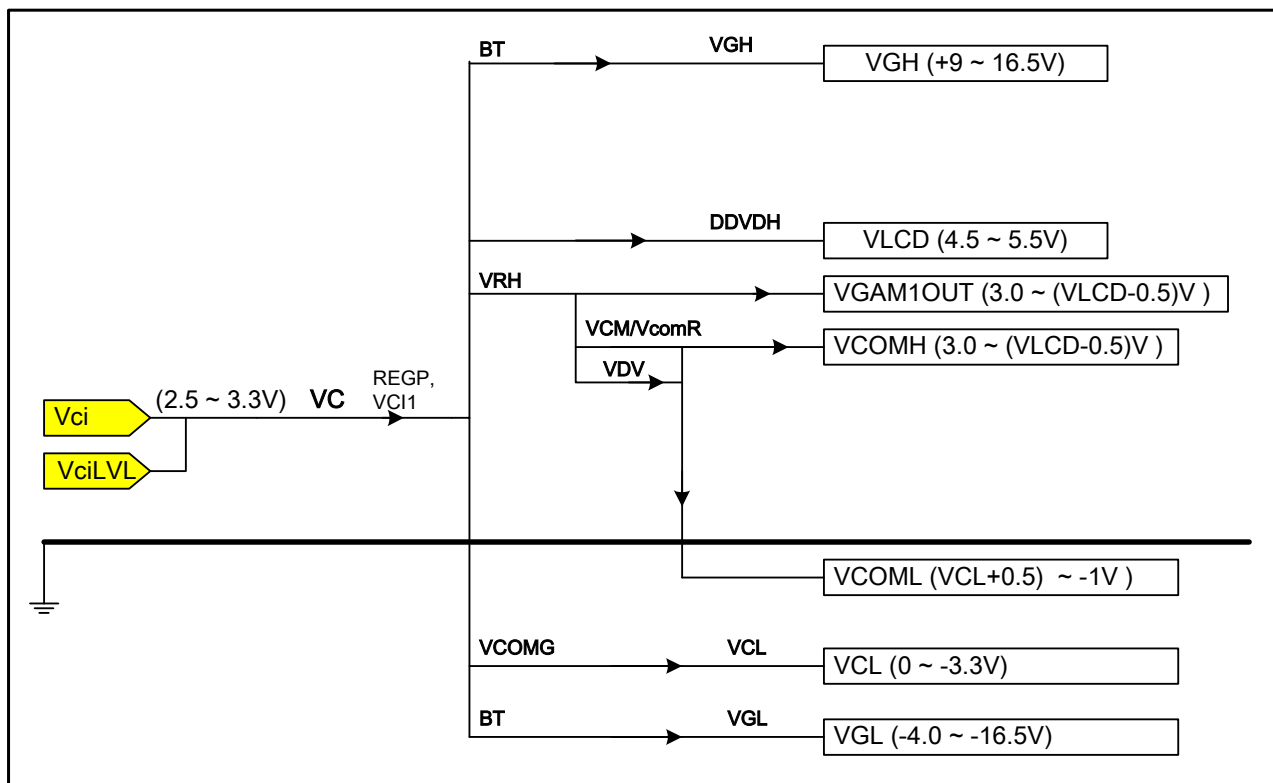 BT
VGH
VGH (+9 ~ 16.5V)
DDVDH
VLCD (4.5 ~ 5.5V)
VRH
VGAM1OUT (3.0 ~ (VLCD-0.5)V )
VCM/VcomR
VCOMH (3.0 ~ (VLCD-0.5)V )
VDV
REGP,
VCI1
(2.5 ~ 3.3V)
VC
Vci
VciLVL
VCOML (VCL+0.5) ~ -1V )
VCOMG
VCL
VCL (0 ~ -3.3V)
BT
VGL
VGL (-4.0 ~ -16.5V)